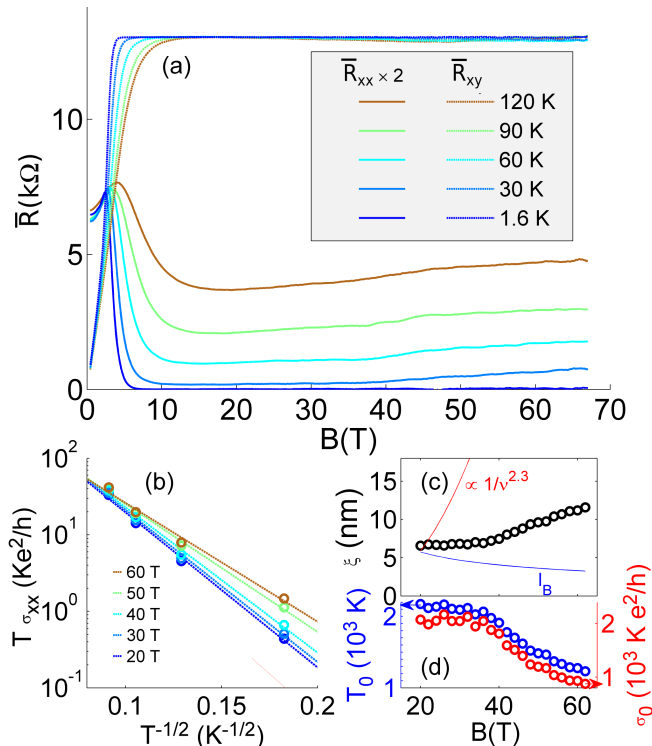 (a)
R̅xx × 2 R̅xy
120 K
90 K
60 K
30 K
1.6 K
10
5
0
R̅(kΩ)
0 10 20 30 40 50 60 70
B(T)
(b)
10²
10¹
10⁰
10⁻¹
T σxx (Ke²/h)
60 T
50 T
40 T
30 T
20 T
0.1 0.15 0.2
T⁻¹/² (K⁻¹/²)
(c)
∝ 1/ν²·³
15
10
5
0
ξ (nm)
lB
(d)
2
1
T₀ (10³ K)
2
1
σ₀ (10³ K e²/h)
20 40 60
B(T)